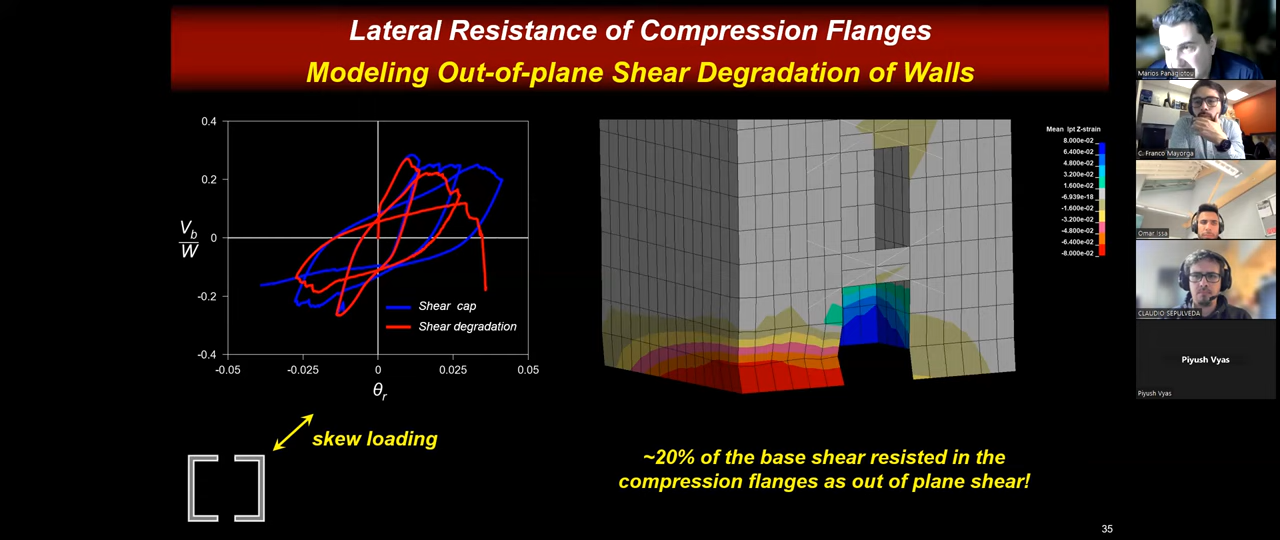 Lateral Resistance of Compression Flanges
Modeling Out-of-plane Shear Degradation of Walls
0.4
0.2
0
-0.2
-0.4
V_b
W
-0.05
-0.025
0
0.025
0.05
θ_r
Shear cap
Shear degradation
skew loading
Mean Ipt Z-strain
8.000e-02
6.400e-02
4.800e-02
3.200e-02
1.600e-02
-6.939e-18
-1.600e-02
-3.200e-02
-4.800e-02
-6.400e-02
-8.000e-02
~20% of the base shear resisted in the
compression flanges as out of plane shear!
35
Marios Panagiotou
C. Franco Mayorga
Omar Issa
CLAUDIO SEPULVEDA
Piyush Vyas
Piyush Vyas